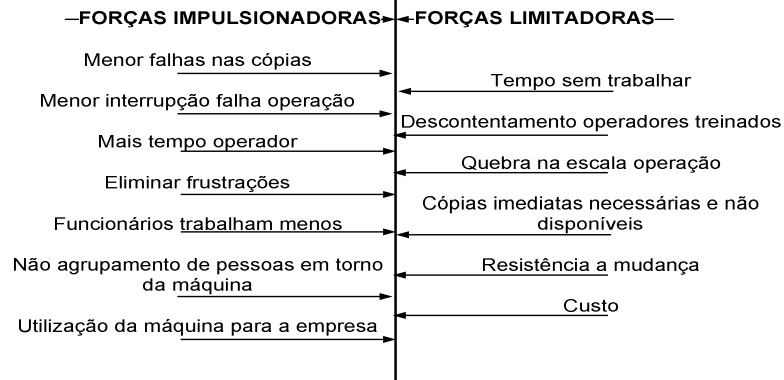 FORÇAS IMPULSIONADORAS
Menor falhas nas cópias
Menor interrupção falha operação
Mais tempo operador
Eliminar frustrações
Funcionários trabalham menos
Não agrupamento de pessoas em torno
da máquina
Utilização da máquina para a empresa
FORÇAS LIMITADORAS
Tempo sem trabalhar
Descontentamento operadores treinados
Quebra na escala operação
Cópias imediatas necessárias e não
disponíveis
Resistência a mudança
Custo